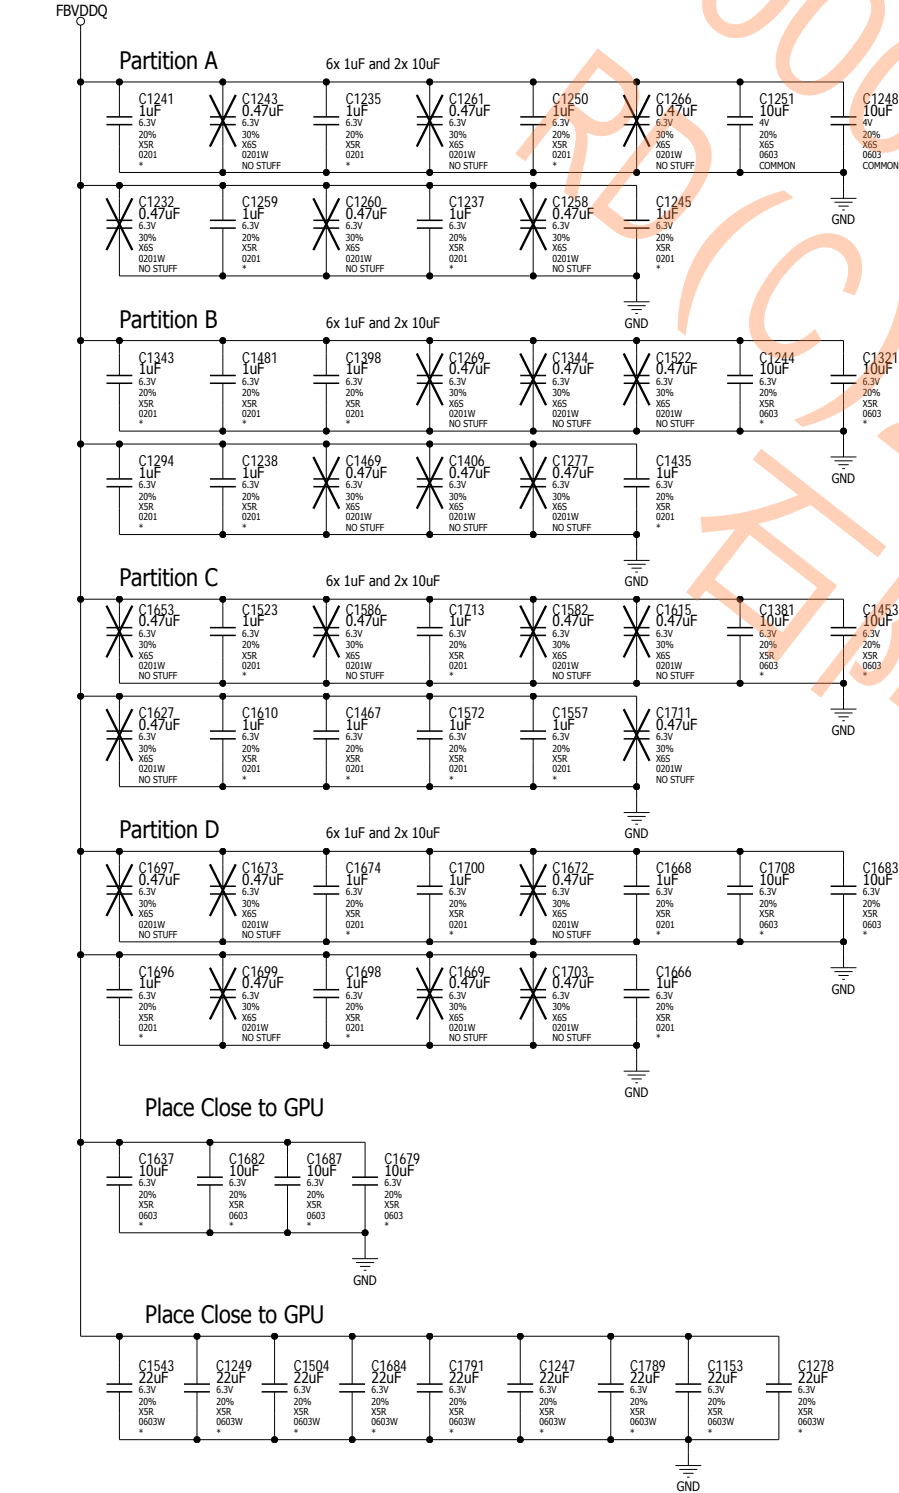 FBVDDQ
Partition A
6x 1uF and 2x 10uF
C1241 C1243 C1235 C1261 C1250 C1266 C1251 C1248
1uF 0.47uF 1uF 0.47uF 1uF 0.47uF 10uF 10uF
6.3V 6.3V 6.3V 6.3V 6.3V 6.3V 4V 4V
20% 30% 20% 30% 20% 30% 20% 20%
X5R X6S X5R X6S X5R X6S X6S X6S
0201 0201W 0201 0201W 0201 0201W 0603 0603
* NO STUFF * NO STUFF * NO STUFF COMMON COMMON
GND
C1232 C1259 C1260 C1237 C1258 C1245
0.47uF 1uF 0.47uF 1uF 0.47uF 1uF
6.3V 6.3V 6.3V 6.3V 6.3V 6.3V
30% 20% 30% 20% 30% 20%
X6S X5R X6S X5R X6S X5R
0201W 0201 0201W 0201 0201W 0201
NO STUFF * NO STUFF * NO STUFF *
GND
Partition B
6x 1uF and 2x 10uF
C1343 C1481 C1398 C1269 C1344 C1522 C1244 C1321
1uF 1uF 1uF 0.47uF 0.47uF 0.47uF 10uF 10uF
6.3V 6.3V 6.3V 6.3V 6.3V 6.3V 6.3V 6.3V
20% 20% 20% 30% 30% 30% 20% 20%
X5R X5R X5R X6S X6S X6S X5R X5R
0201 0201 0201 0201W 0201W 0201W 0603 0603
* * * NO STUFF NO STUFF NO STUFF * *
GND
C1294 C1238 C1469 C1406 C1277 C1435
1uF 1uF 0.47uF 0.47uF 0.47uF 1uF
6.3V 6.3V 6.3V 6.3V 6.3V 6.3V
20% 20% 30% 30% 30% 20%
X5R X5R X6S X6S X6S X5R
0201 0201 0201W 0201W 0201W 0201
* * NO STUFF NO STUFF NO STUFF *
GND
Partition C
6x 1uF and 2x 10uF
C1653 C1523 C1586 C1713 C1582 C1615 C1381 C1453
0.47uF 1uF 0.47uF 1uF 0.47uF 0.47uF 10uF 10uF
6.3V 6.3V 6.3V 6.3V 6.3V 6.3V 6.3V 6.3V
30% 20% 30% 20% 30% 30% 20% 20%
X6S X5R X6S X5R X6S X6S X5R X5R
0201W 0201 0201W 0201 0201W 0201W 0603 0603
NO STUFF * NO STUFF * NO STUFF NO STUFF * *
GND
C1627 C1610 C1467 C1572 C1557 C1711
0.47uF 1uF 1uF 1uF 1uF 0.47uF
6.3V 6.3V 6.3V 6.3V 6.3V 6.3V
30% 20% 20% 20% 20% 30%
X6S X5R X5R X5R X5R X6S
0201W 0201 0201 0201 0201 0201W
NO STUFF * * * * NO STUFF
GND
Partition D
6x 1uF and 2x 10uF
C1697 C1673 C1674 C1700 C1672 C1668 C1708 C1683
0.47uF 0.47uF 1uF 1uF 0.47uF 1uF 10uF 10uF
6.3V 6.3V 6.3V 6.3V 6.3V 6.3V 6.3V 6.3V
30% 30% 20% 20% 30% 20% 20% 20%
X6S X6S X5R X5R X6S X5R X5R X5R
0201W 0201W 0201 0201 0201W 0201 0603 0603
NO STUFF NO STUFF * * NO STUFF * * *
GND
C1696 C1699 C1698 C1669 C1703 C1666
1uF 0.47uF 1uF 0.47uF 0.47uF 1uF
6.3V 6.3V 6.3V 6.3V 6.3V 6.3V
20% 30% 20% 30% 30% 20%
X5R X6S X5R X6S X6S X5R
0201 0201W 0201 0201W 0201W 0201
* NO STUFF * NO STUFF NO STUFF *
GND
Place Close to GPU
C1637 C1682 C1687 C1679
10uF 10uF 10uF 10uF
6.3V 6.3V 6.3V 6.3V
20% 20% 20% 20%
X5R X5R X5R X5R
0603 0603 0603 0603
* * * *
GND
Place Close to GPU
C1543 C1249 C1504 C1684 C1791 C1247 C1789 C1153 C1278
22uF 22uF 22uF 22uF 22uF 22uF 22uF 22uF 22uF
6.3V 6.3V 6.3V 6.3V 6.3V 6.3V 6.3V 6.3V 6.3V
20% 20% 20% 20% 20% 20% 20% 20% 20%
X5R X5R X5R X5R X5R X5R X5R X5R X5R
0603W 0603W 0603W 0603W 0603W 0603W 0603W 0603W 0603W
* * * * * * * * *
GND
RD(c)